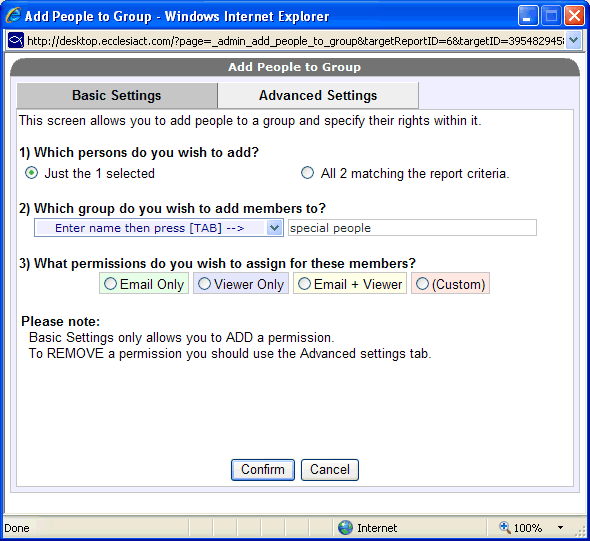 Add People to Group - Windows Internet Explorer
http://desktop.ecclesiact.com/?page=_admin_add_people_to_group&targetReportID=6&targetID=395482945
Add People to Group
Basic Settings Advanced Settings
This screen allows you to add people to a group and specify their rights within it.
1) Which persons do you wish to add?
Just the 1 selected All 2 matching the report criteria.
2) Which group do you wish to add members to?
Enter name then press [TAB] --> special people
3) What permissions do you wish to assign for these members?
Email Only Viewer Only Email + Viewer (Custom)
Please note:
Basic Settings only allows you to ADD a permission.
To REMOVE a permission you should use the Advanced settings tab.
Confirm Cancel
Done Internet 100%